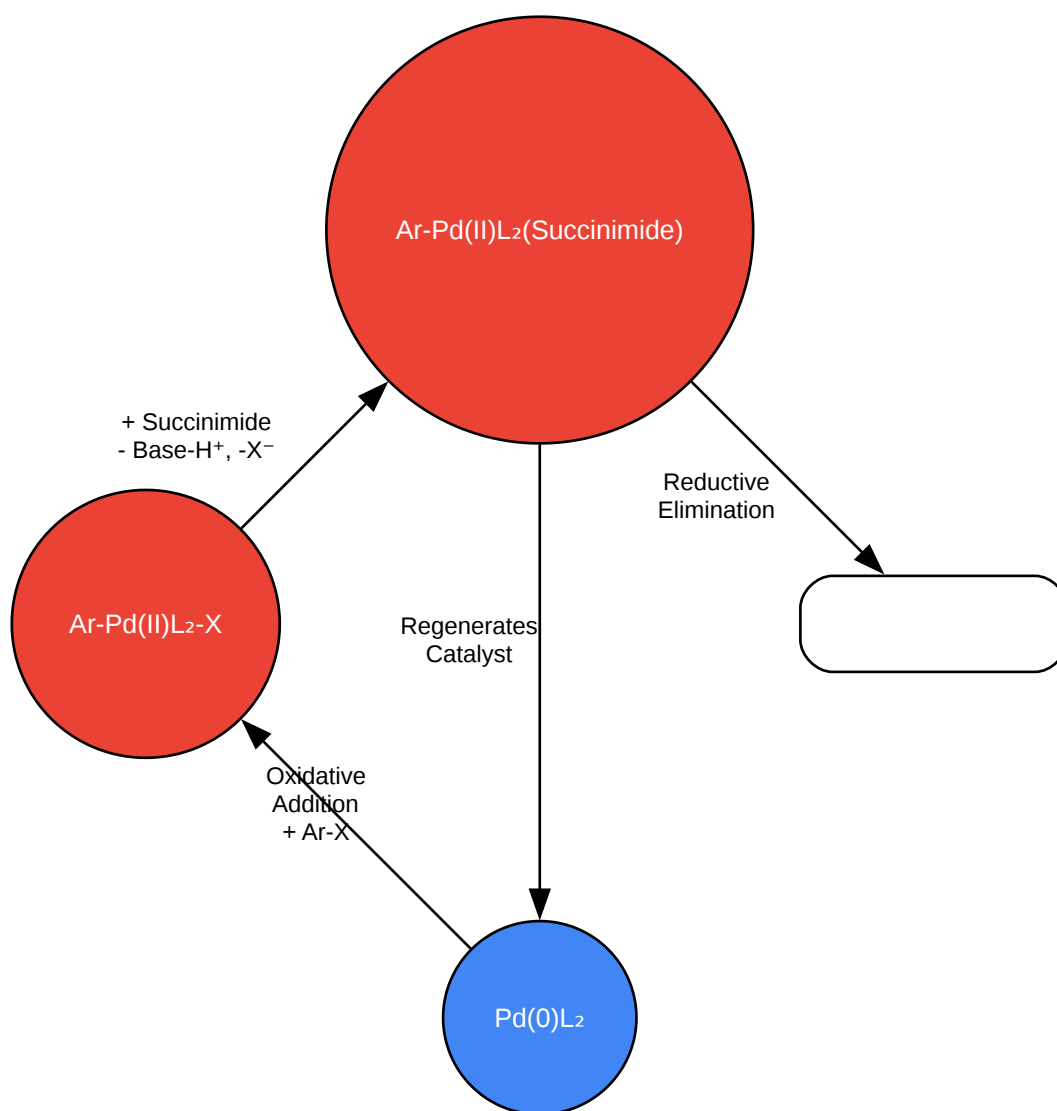 Ar-Pd(II)L₂(Succinimide)
+ Succinimide
- Base-H⁺, -X⁻
Reductive
Elimination
Ar-Pd(II)L₂-X
Regenerates
Catalyst
Oxidative
Addition
+ Ar-X
Pd(0)L₂